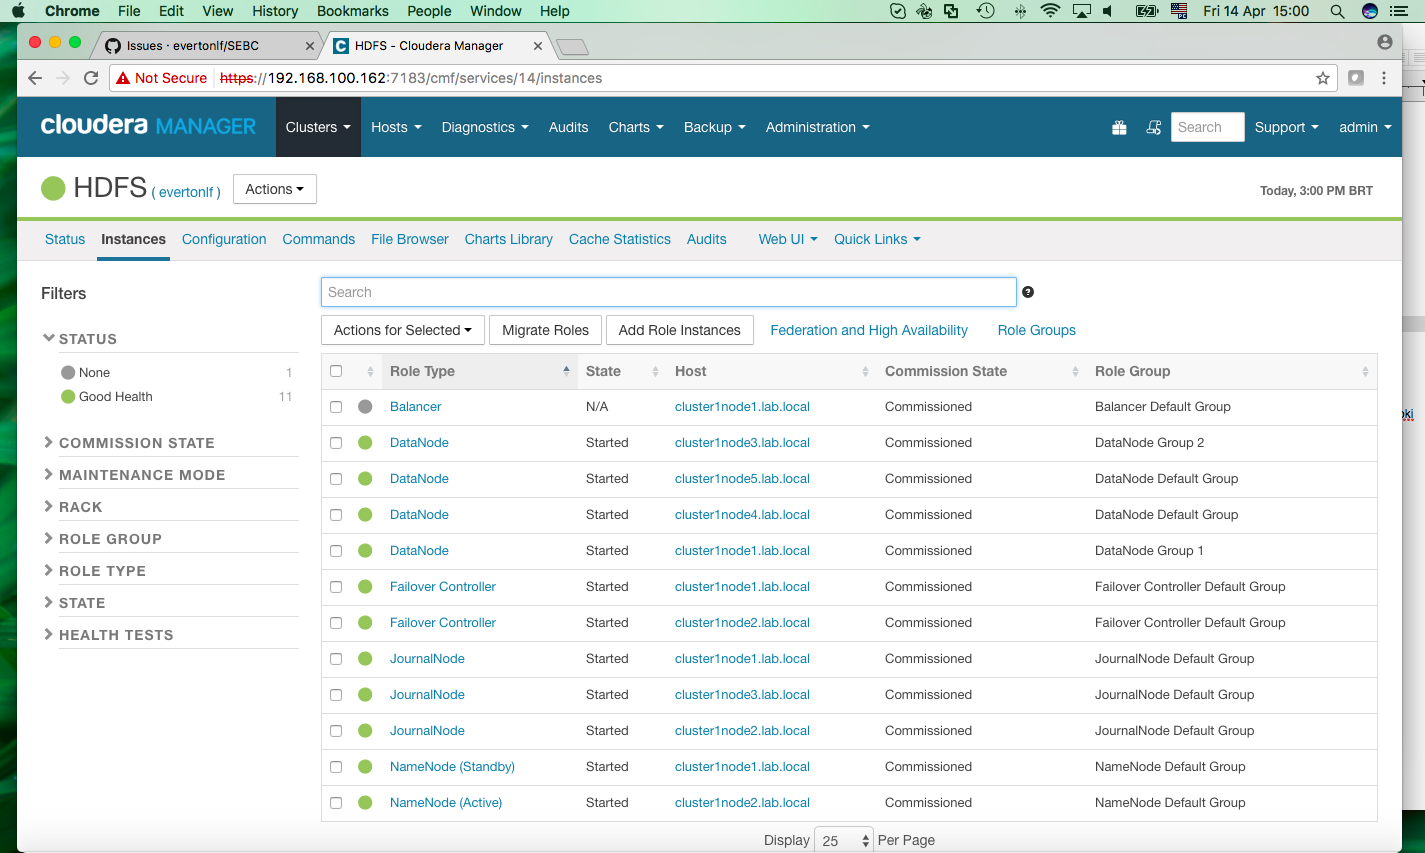 Chrome File Edit View History Bookmarks People Window Help Fri 14 Apr 15:00
Issues · evertonlf/SEBC HDFS - Cloudera Manager
Not Secure https://192.168.100.162:7183/cmf/services/14/instances
cloudera MANAGER Clusters Hosts Diagnostics Audits Charts Backup Administration Search Support admin
HDFS ( evertonlf ) Actions Today, 3:00 PM BRT
Status Instances Configuration Commands File Browser Charts Library Cache Statistics Audits Web UI Quick Links
Filters
STATUS
None 1
Good Health 11
COMMISSION STATE
MAINTENANCE MODE
RACK
ROLE GROUP
ROLE TYPE
STATE
HEALTH TESTS
Search
Actions for Selected Migrate Roles Add Role Instances Federation and High Availability Role Groups
Role Type State Host Commission State Role Group
Balancer N/A cluster1node1.lab.local Commissioned Balancer Default Group
DataNode Started cluster1node3.lab.local Commissioned DataNode Group 2
DataNode Started cluster1node5.lab.local Commissioned DataNode Default Group
DataNode Started cluster1node4.lab.local Commissioned DataNode Default Group
DataNode Started cluster1node1.lab.local Commissioned DataNode Group 1
Failover Controller Started cluster1node1.lab.local Commissioned Failover Controller Default Group
Failover Controller Started cluster1node2.lab.local Commissioned Failover Controller Default Group
JournalNode Started cluster1node1.lab.local Commissioned JournalNode Default Group
JournalNode Started cluster1node3.lab.local Commissioned JournalNode Default Group
JournalNode Started cluster1node2.lab.local Commissioned JournalNode Default Group
NameNode (Standby) Started cluster1node1.lab.local Commissioned NameNode Default Group
NameNode (Active) Started cluster1node2.lab.local Commissioned NameNode Default Group
Display 25 Per Page